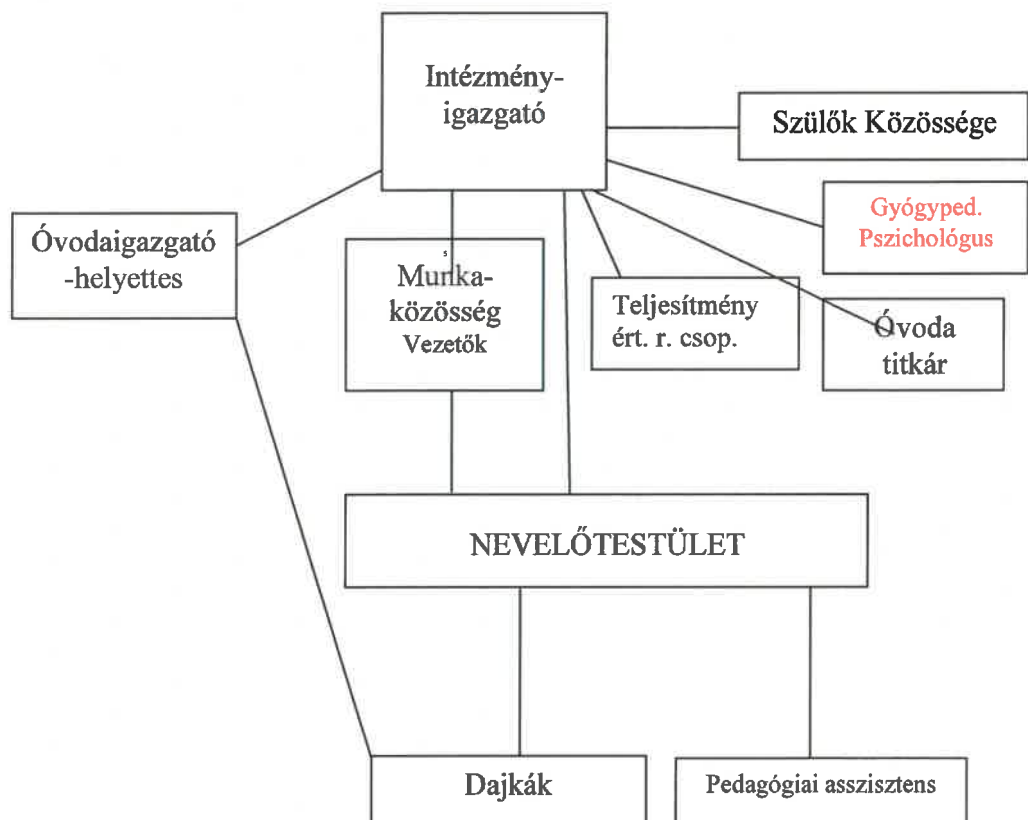 Intézmény-
igazgató
Szülők Közössége
Gyógyped.
Pszichológus
Óvodaigazgató
-helyettes
s
Munka-
közösség
Vezetők
Teljesítmény
ért. r. csop.
Óvoda
titkár
NEVELŐTESTÜLET
Dajkák
Pedagógiai asszisztens